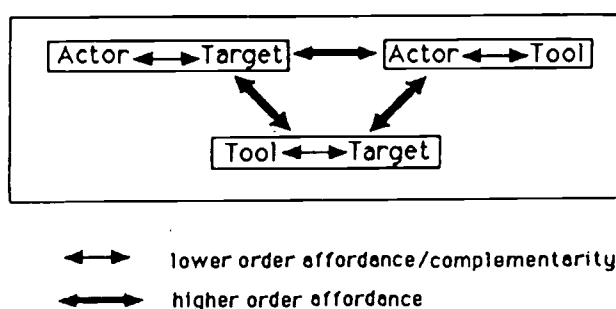 Actor Target Actor Tool
Tool Target
lower order affordance/complementarity
higher order affordance